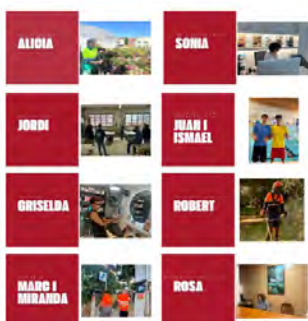 ALICIA
SONIA
JORDI
JUAN I
ISMAEL
GRISELDA
ROBERT
MARC I
MIRANDA
ROSA